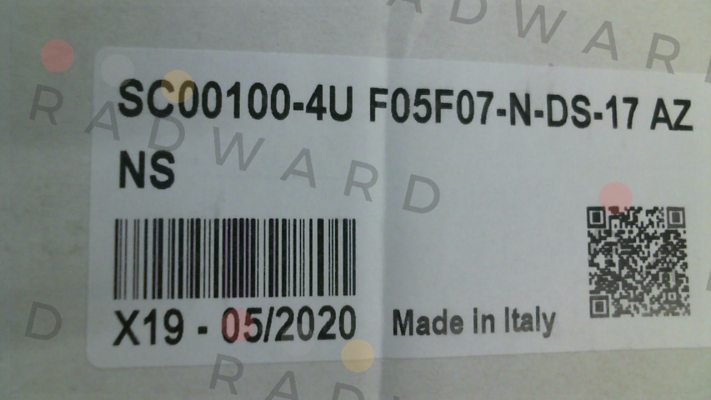 RADWARD
SC00100-4U F05F07-N-DS-17 AZ
NS
RADWARD
X19 - 05/2020
Made in Italy
D
RADWARD